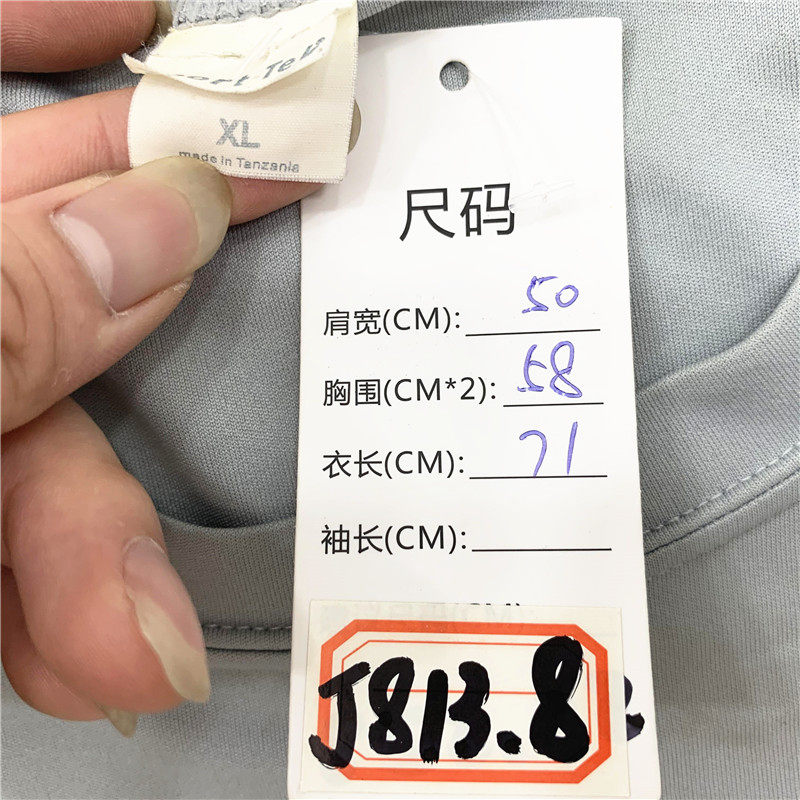 XL
made in Tanzania
尺码
肩宽(CM): 50
胸围(CM*2): 58
衣长(CM): 71
袖长(CM):
J813.8